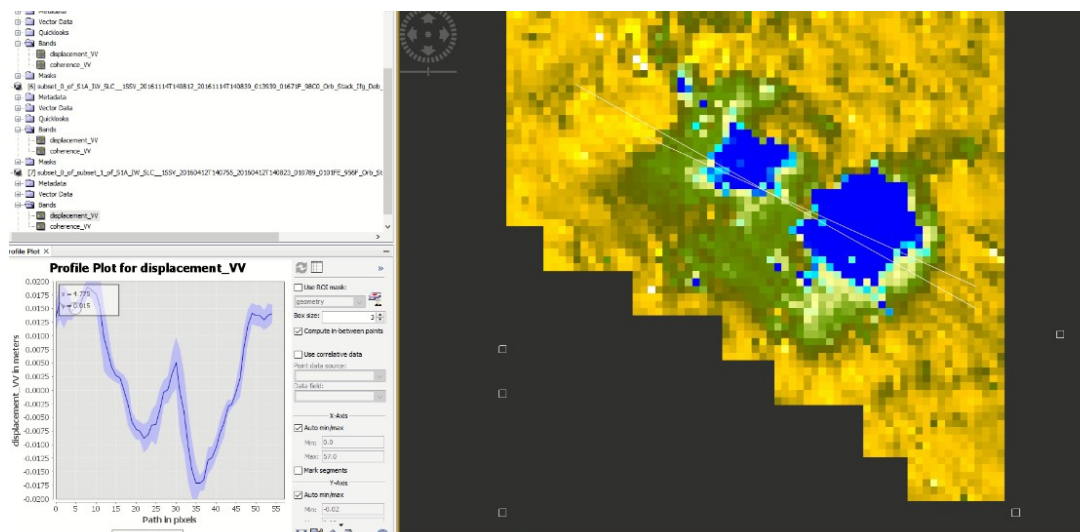 Vector Data
Quicklooks
Bands
displacement_VV
coherence_VV
Masks
[6] subset_0_of_S1A_IW_SLC__1SSV_20161114T140812_20161114T140839_013939_01671F_98C0_Orb_Stack_Ifg_Deb_
Metadata
Vector Data
Quicklooks
Bands
displacement_VV
coherence_VV
Masks
[7] subset_0_of_subset_1_of_S1A_IW_SLC__1SSV_20160412T140755_20160412T140823_010789_0101FE_956F_Orb_St
Metadata
Vector Data
Bands
displacement_VV
coherence_VV
Profile Plot for displacement_VV
0.0200
0.0175
0.0150
0.0125
0.0100
0.0075
0.0050
0.0025
0.0000
-0.0025
-0.0050
-0.0075
-0.0100
-0.0125
-0.0150
-0.0175
-0.0200
displacement_VV in meters
x = 4.775
y = 0.015
0 5 10 15 20 25 30 35 40 45 50 55
Path in pixels
Use ROI mask:
geometry
Box size: 3
Compute in-between points
Use correlative data
Point data source:
Data field:
X-Axis
Auto min/max
Min: 0.0
Max: 57.0
Mark segments
Y-Axis
Auto min/max
Min: -0.02